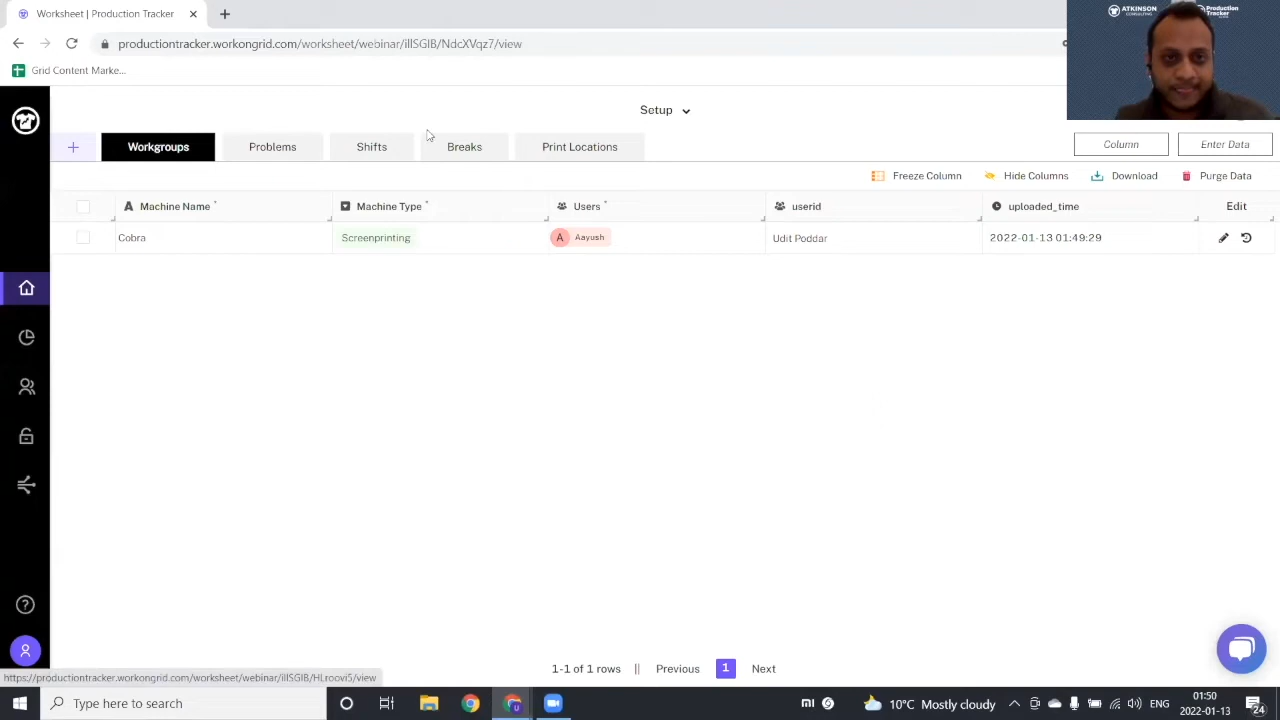 Worksheet | Production Tracker
productiontracker.workongrid.com/worksheet/webinar/illSGIB/NdcXVqz7/view
Grid Content Marke...
ATKINSON
CONSULTING
Production
Tracker
Setup
Workgroups
Problems
Shifts
Breaks
Print Locations
Column
Enter Data
Freeze Column
Hide Columns
Download
Purge Data
A Machine Name *
Machine Type *
Users *
userid
uploaded_time
Edit
Cobra
Screenprinting
A Aayush
Udit Poddar
2022-01-13 01:49:29
1-1 of 1 rows || Previous 1 Next
https://productiontracker.workongrid.com/worksheet/webinar/illSGIB/HLroovi5/view
Type here to search
10°C Mostly cloudy
ENG
01:50
2022-01-13
24